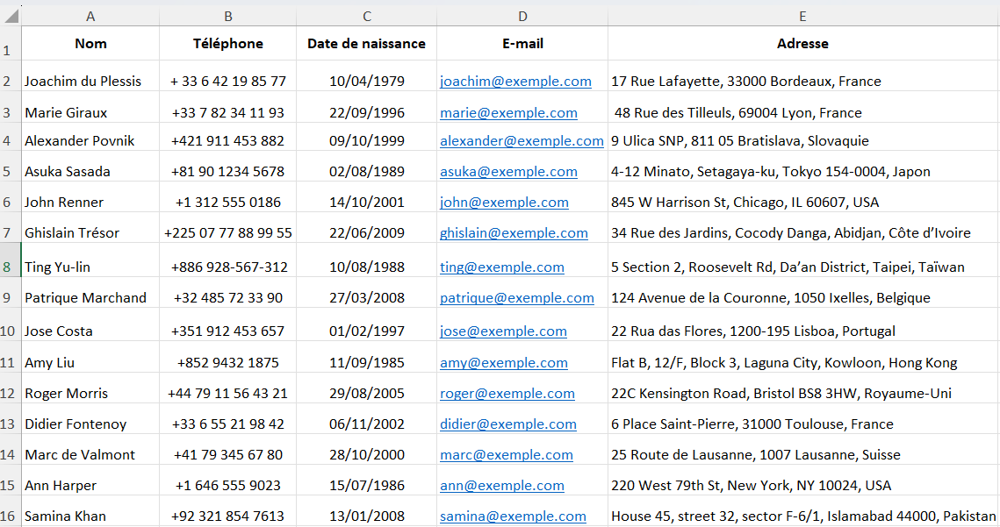 A B C D E
1 Nom Téléphone Date de naissance E-mail Adresse
2 Joachim du Plessis + 33 6 42 19 85 77 10/04/1979 joachim@exemple.com 17 Rue Lafayette, 33000 Bordeaux, France
3 Marie Giraux +33 7 82 34 11 93 22/09/1996 marie@exemple.com 48 Rue des Tilleuls, 69004 Lyon, France
4 Alexander Povnik +421 911 453 882 09/10/1999 alexander@exemple.com 9 Ulica SNP, 811 05 Bratislava, Slovaquie
5 Asuka Sasada +81 90 1234 5678 02/08/1989 asuka@exemple.com 4-12 Minato, Setagaya-ku, Tokyo 154-0004, Japon
6 John Renner +1 312 555 0186 14/10/2001 john@exemple.com 845 W Harrison St, Chicago, IL 60607, USA
7 Ghislain Trésor +225 07 77 88 99 55 22/06/2009 ghislain@exemple.com 34 Rue des Jardins, Cocody Danga, Abidjan, Côte d’Ivoire
8 Ting Yu-lin +886 928-567-312 10/08/1988 ting@exemple.com 5 Section 2, Roosevelt Rd, Da’an District, Taipei, Taïwan
9 Patrique Marchand +32 485 72 33 90 27/03/2008 patrique@exemple.com 124 Avenue de la Couronne, 1050 Ixelles, Belgique
10 Jose Costa +351 912 453 657 01/02/1997 jose@exemple.com 22 Rua das Flores, 1200-195 Lisboa, Portugal
11 Amy Liu +852 9432 1875 11/09/1985 amy@exemple.com Flat B, 12/F, Block 3, Laguna City, Kowloon, Hong Kong
12 Roger Morris +44 79 11 56 43 21 29/08/2005 roger@exemple.com 22C Kensington Road, Bristol BS8 3HW, Royaume-Uni
13 Didier Fontenoy +33 6 55 21 98 42 06/11/2002 didier@exemple.com 6 Place Saint-Pierre, 31000 Toulouse, France
14 Marc de Valmont +41 79 345 67 80 28/10/2000 marc@exemple.com 25 Route de Lausanne, 1007 Lausanne, Suisse
15 Ann Harper +1 646 555 9023 15/07/1986 ann@exemple.com 220 West 79th St, New York, NY 10024, USA
16 Samina Khan +92 321 854 7613 13/01/2008 samina@exemple.com House 45, street 32, sector F-6/1, Islamabad 44000, Pakistan